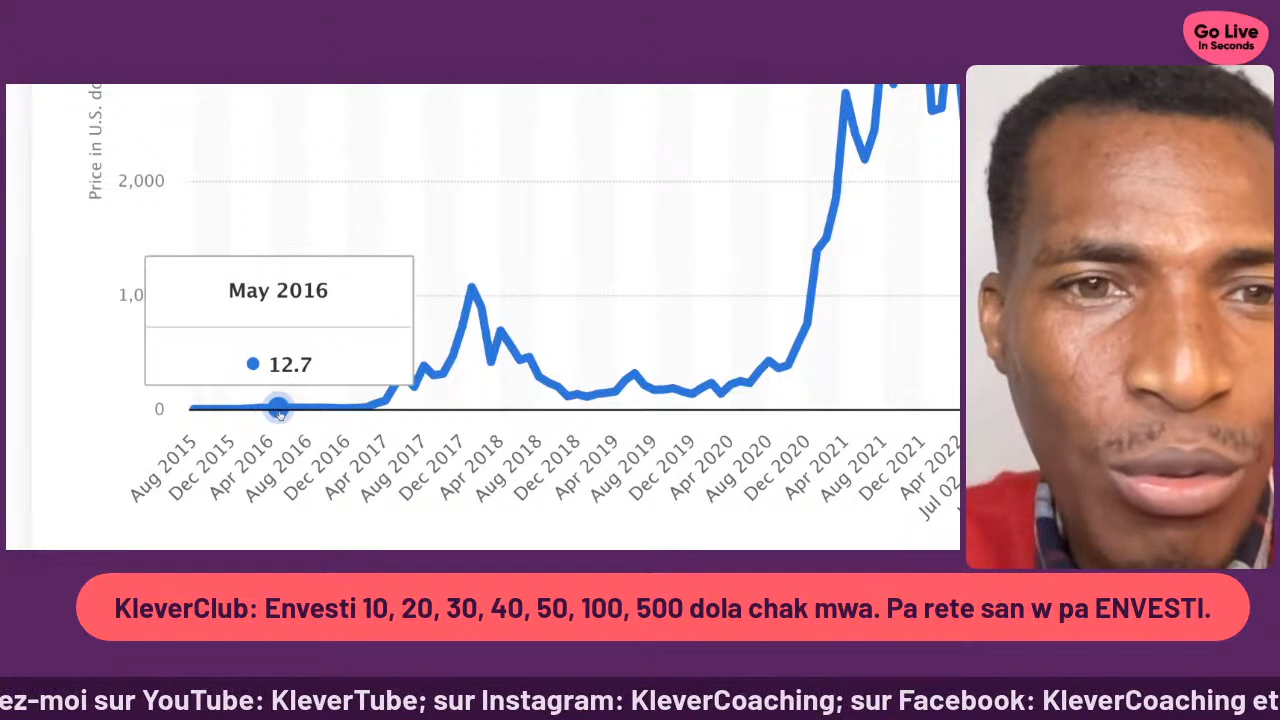 Go Live
In Seconds
Price in U.S. do
2,000
May 2016
1,0
12.7
0
Aug 2015
Dec 2015
Apr 2016
Aug 2016
Dec 2016
Apr 2017
Aug 2017
Dec 2017
Apr 2018
Aug 2018
Dec 2018
Apr 2019
Aug 2019
Dec 2019
Apr 2020
Aug 2020
Dec 2020
Apr 2021
Aug 2021
Dec 2021
Apr 2022
Jul 02
KleverClub: Envesti 10, 20, 30, 40, 50, 100, 500 dola chak mwa. Pa rete san w pa ENVESTI.
ez-moi sur YouTube: KleverTube; sur Instagram: KleverCoaching; sur Facebook: KleverCoaching et